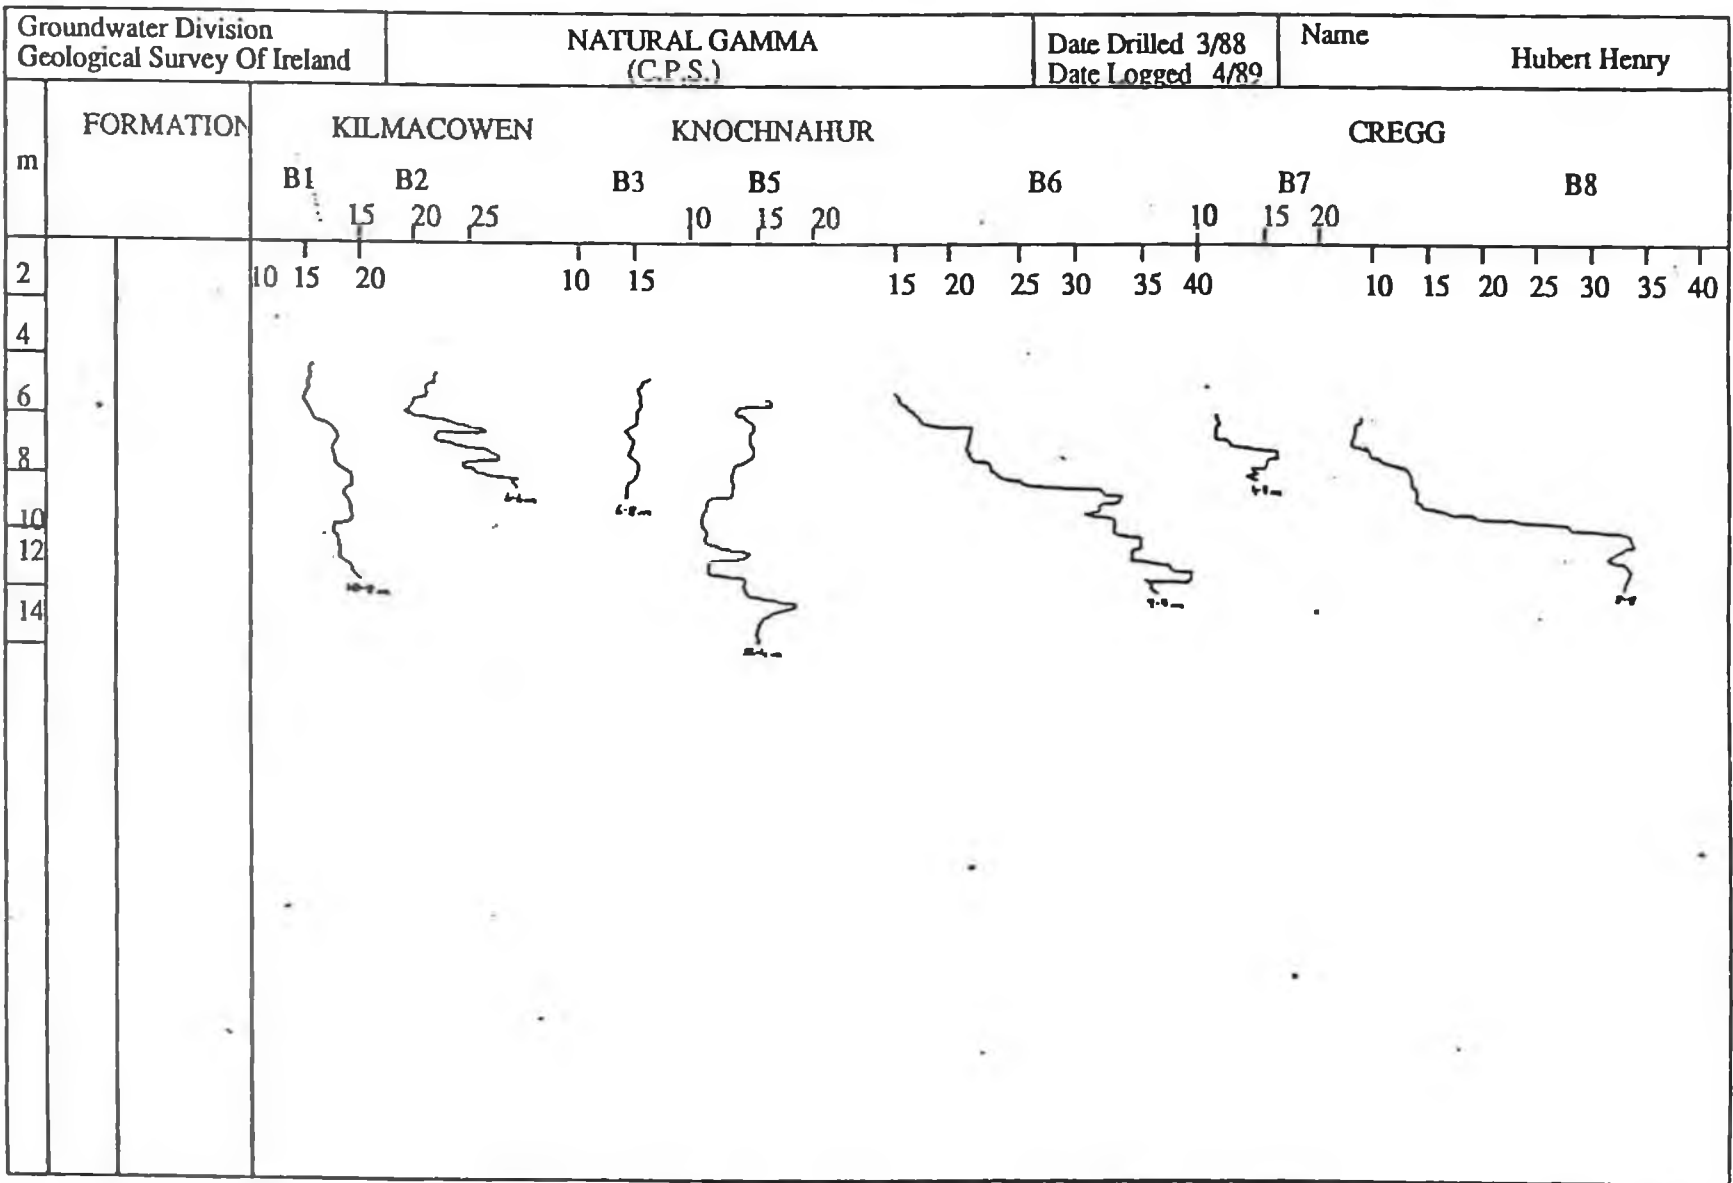 Groundwater Division
Geological Survey Of Ireland
NATURAL GAMMA
(C.P.S.)
Date Drilled 3/88
Date Logged 4/89
Name
Hubert Henry
m
FORMATION
KILMACOWEN
KNOCHNAHUR
CREGG
B1 B2 B3 B5 B6 B7 B8
15 20 25 10 15 20 10 15 20
10 15 20 10 15 15 20 25 30 35 40 10 15 20 25 30 35 40
2
4
6
8
10
12
14
6.8m